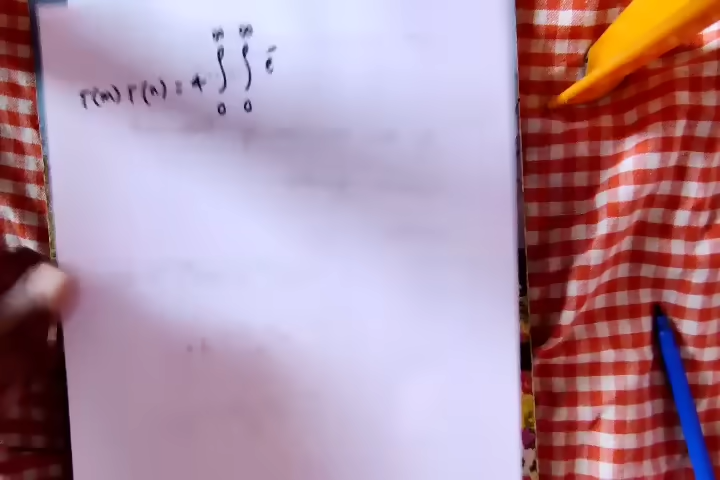 Γ(m) Γ(n) = 4 ∫₀^∞ ∫₀^∞ e⁻